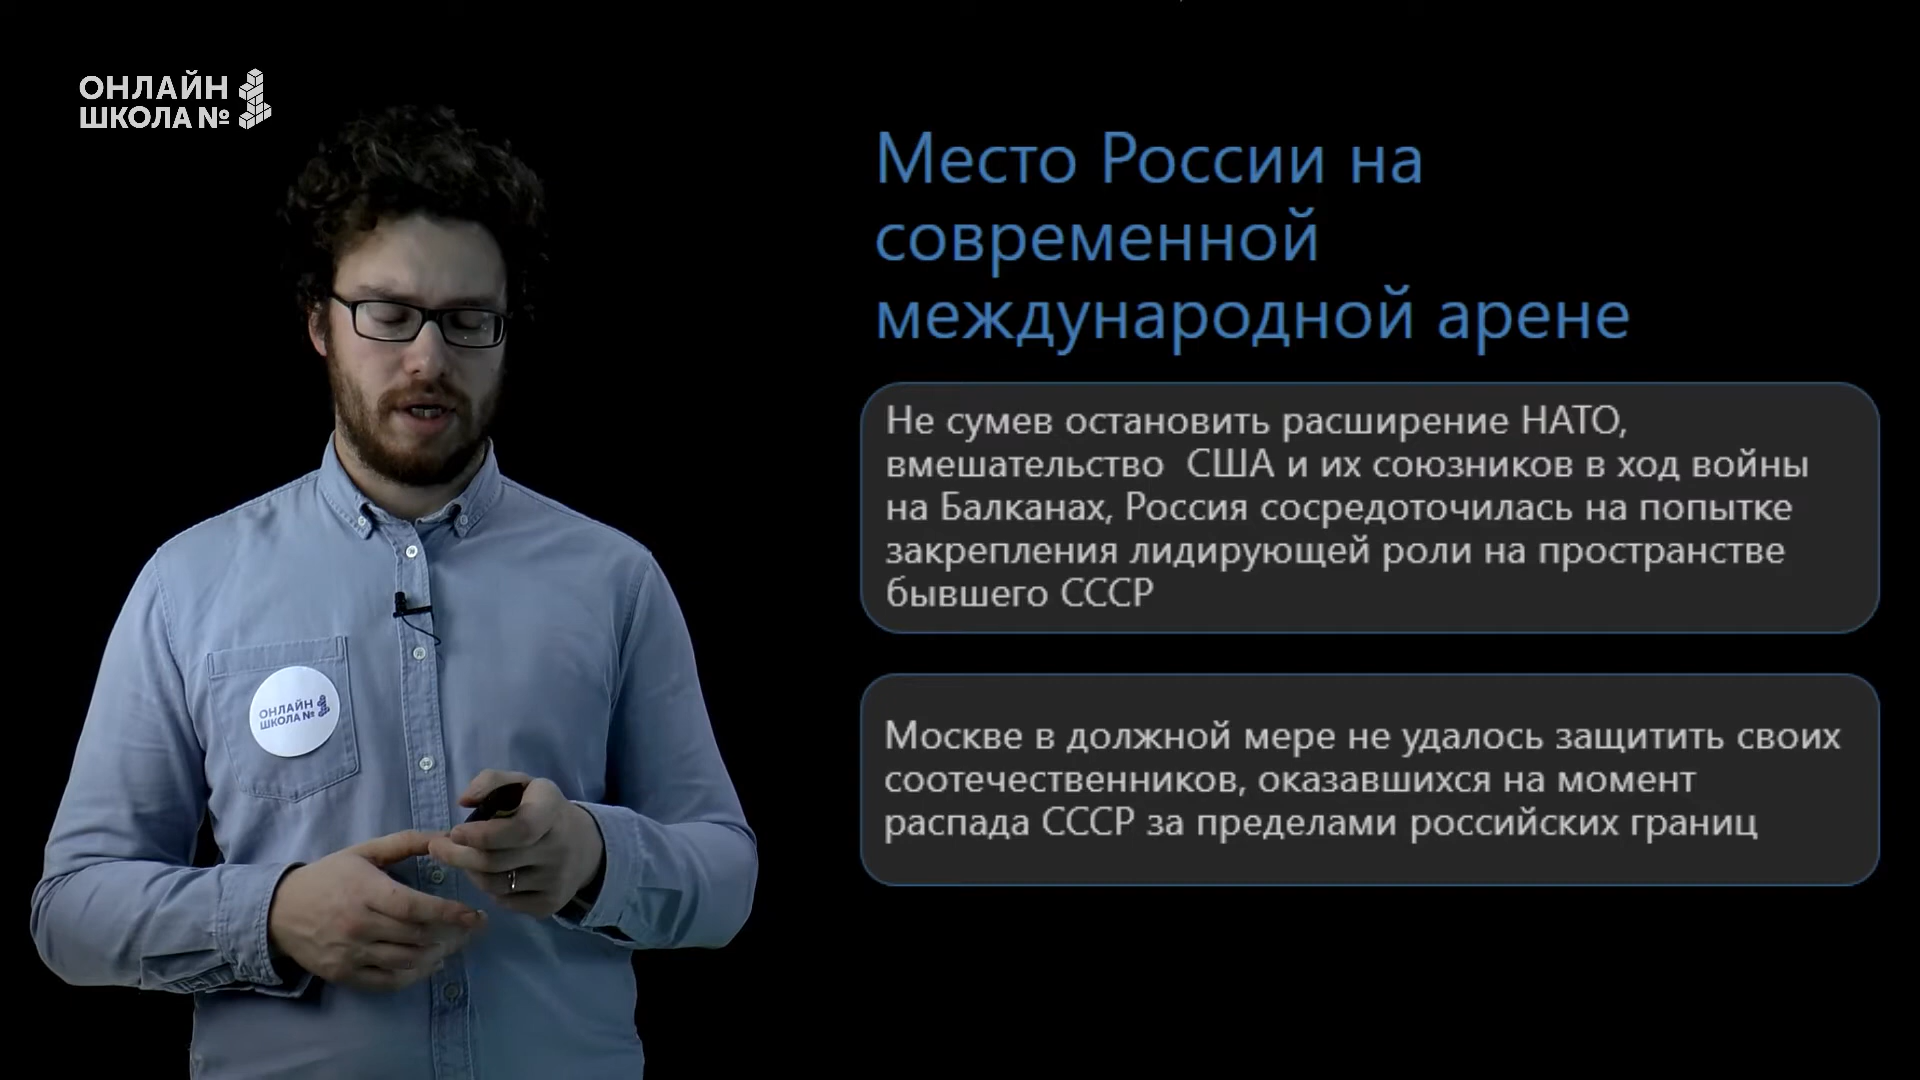 ОНЛАЙН
ШКОЛА №
Место России на
современной
международной арене
Не сумев остановить расширение НАТО,
вмешательство США и их союзников в ход войны
на Балканах, Россия сосредоточилась на попытке
закрепления лидирующей роли на пространстве
бывшего СССР
Москве в должной мере не удалось защитить своих
соотечественников, оказавшихся на момент
распада СССР за пределами российских границ
ОНЛАЙН
ШКОЛА №